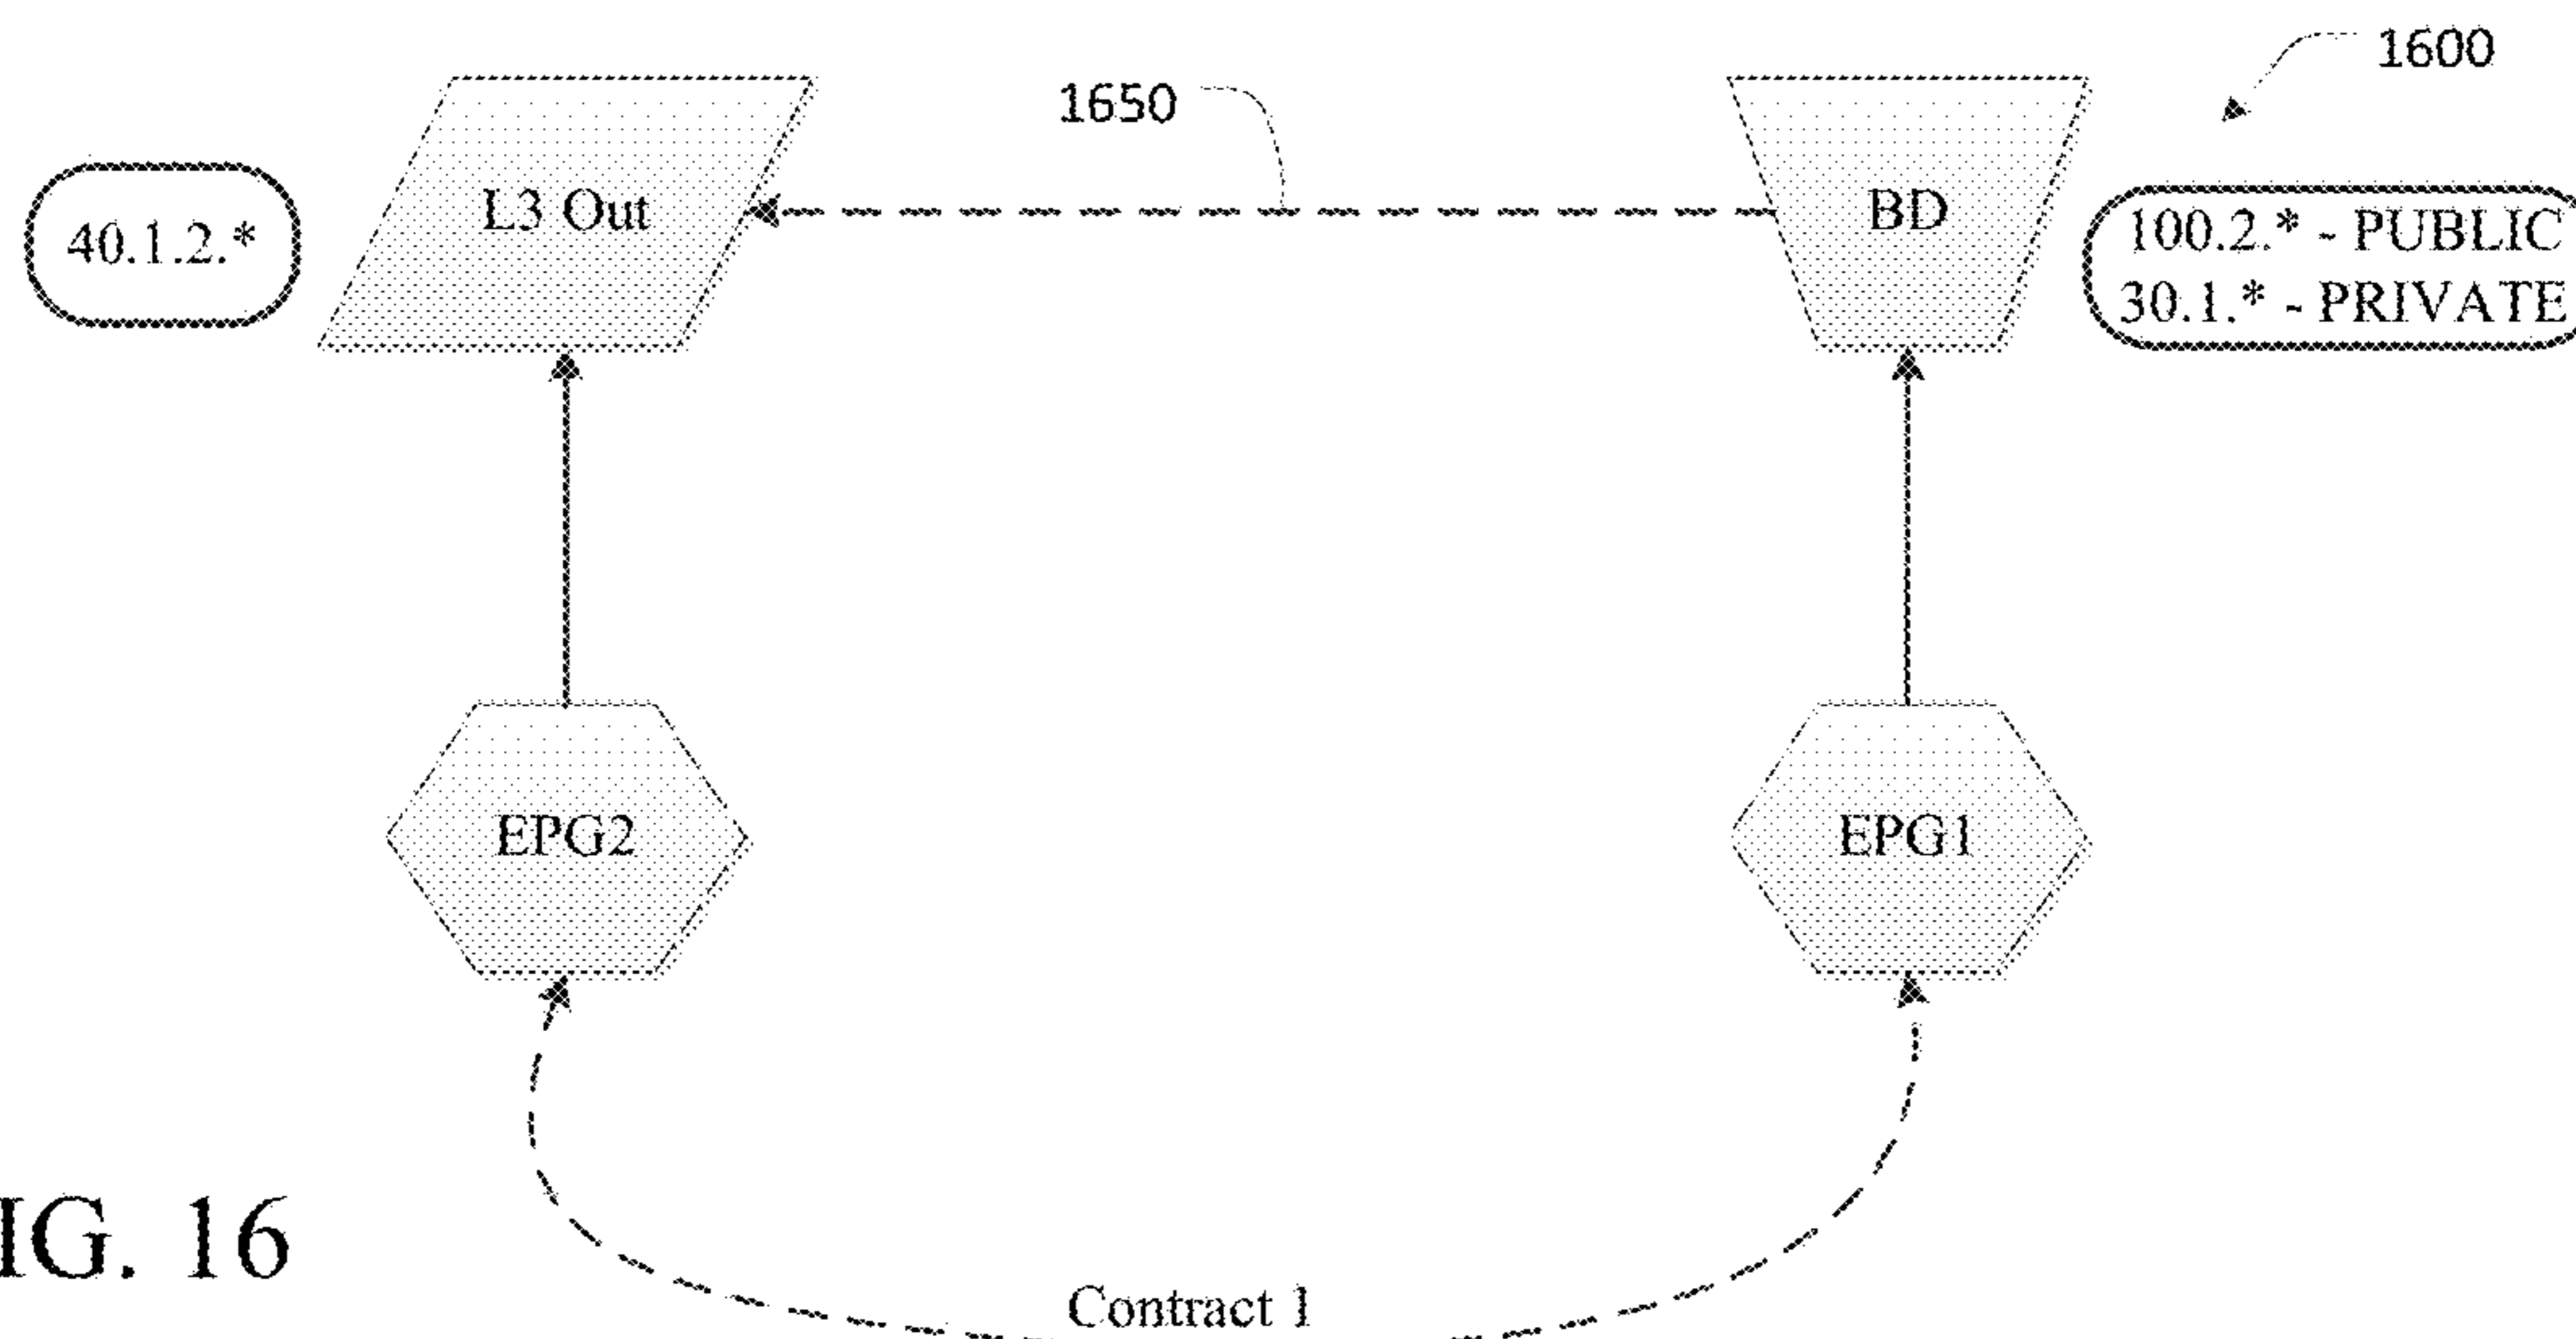 1600
1650
L3 Out
BD
40.1.2.*
100.2.* - PUBLIC
30.1.* - PRIVATE
EPG2
EPG1
IG. 16
Contract 1